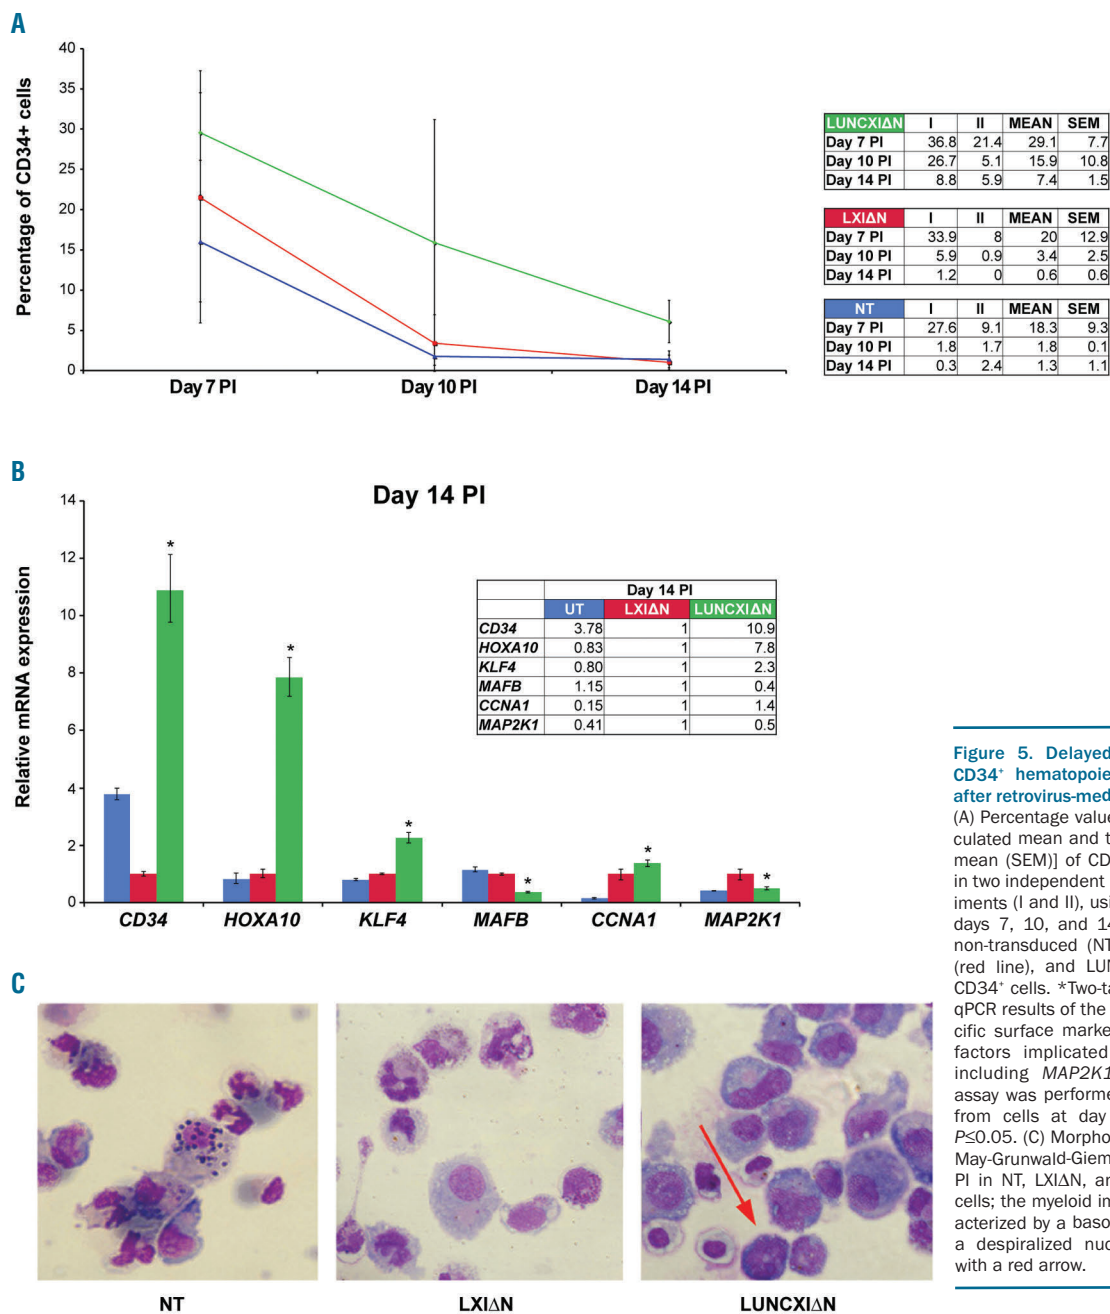 A
Percentage of CD34+ cells
40
35
30
25
20
15
10
5
0
Day 7 PI
Day 10 PI
Day 14 PI
LUNCXIΔN I II MEAN SEM
Day 7 PI 36.8 21.4 29.1 7.7
Day 10 PI 26.7 5.1 15.9 10.8
Day 14 PI 8.8 5.9 7.4 1.5
LXIΔN I II MEAN SEM
Day 7 PI 33.9 8 20 12.9
Day 10 PI 5.9 0.9 3.4 2.5
Day 14 PI 1.2 0 0.6 0.6
NT I II MEAN SEM
Day 7 PI 27.6 9.1 18.3 9.3
Day 10 PI 1.8 1.7 1.8 0.1
Day 14 PI 0.3 2.4 1.3 1.1
B
Day 14 PI
Relative mRNA expression
14
12
10
8
6
4
2
0
*
*
*
*
*
*
CD34
HOXA10
KLF4
MAFB
CCNA1
MAP2K1
Day 14 PI
UT LXIΔN LUNCXIΔN
CD34 3.78 1 10.9
HOXA10 0.83 1 7.8
KLF4 0.80 1 2.3
MAFB 1.15 1 0.4
CCNA1 0.15 1 1.4
MAP2K1 0.41 1 0.5
C
NT
LXIΔN
LUNCXIΔN
Figure 5. Delayed
CD34+ hematopoie
after retrovirus-med
(A) Percentage value
culated mean and t
mean (SEM)] of CD
in two independent
iments (I and II), usi
days 7, 10, and 14
non-transduced (NT
(red line), and LUN
CD34+ cells. *Two-ta
qPCR results of the
cific surface marke
factors implicated
including MAP2K1
assay was performe
from cells at day
P≤0.05. (C) Morpho
May-Grunwald-Giem
PI in NT, LXIΔN, ar
cells; the myeloid im
acterized by a baso
a despiralized nuc
with a red arrow.